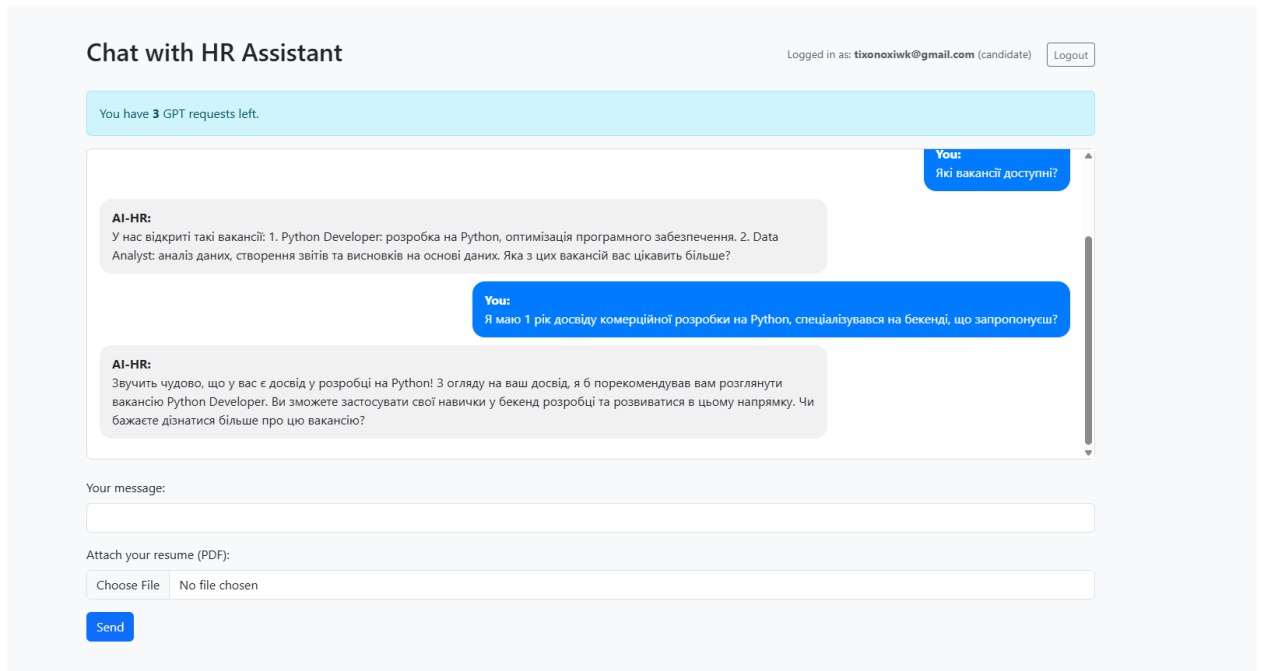 Chat with HR Assistant
Logged in as: tixonoxiwk@gmail.com (candidate)
Logout
You have 3 GPT requests left.
You:
Які вакансії доступні?
AI-HR:
У нас відкриті такі вакансії: 1. Python Developer: розробка на Python, оптимізація програмного забезпечення. 2. Data
Analyst: аналіз даних, створення звітів та висновків на основі даних. Яка з цих вакансій вас цікавить більше?
You:
Я маю 1 рік досвіду комерційної розробки на Python, спеціалізувався на бекенді, що запропонуєш?
AI-HR:
Звучить чудово, що у вас є досвід у розробці на Python! З огляду на ваш досвід, я б порекомендував вам розглянути
вакансію Python Developer. Ви зможете застосувати свої навички у бекенд розробці та розвиватися в цьому напрямку. Чи
бажаєте дізнатися більше про цю вакансію?
Your message:
Attach your resume (PDF):
Choose File No file chosen
Send